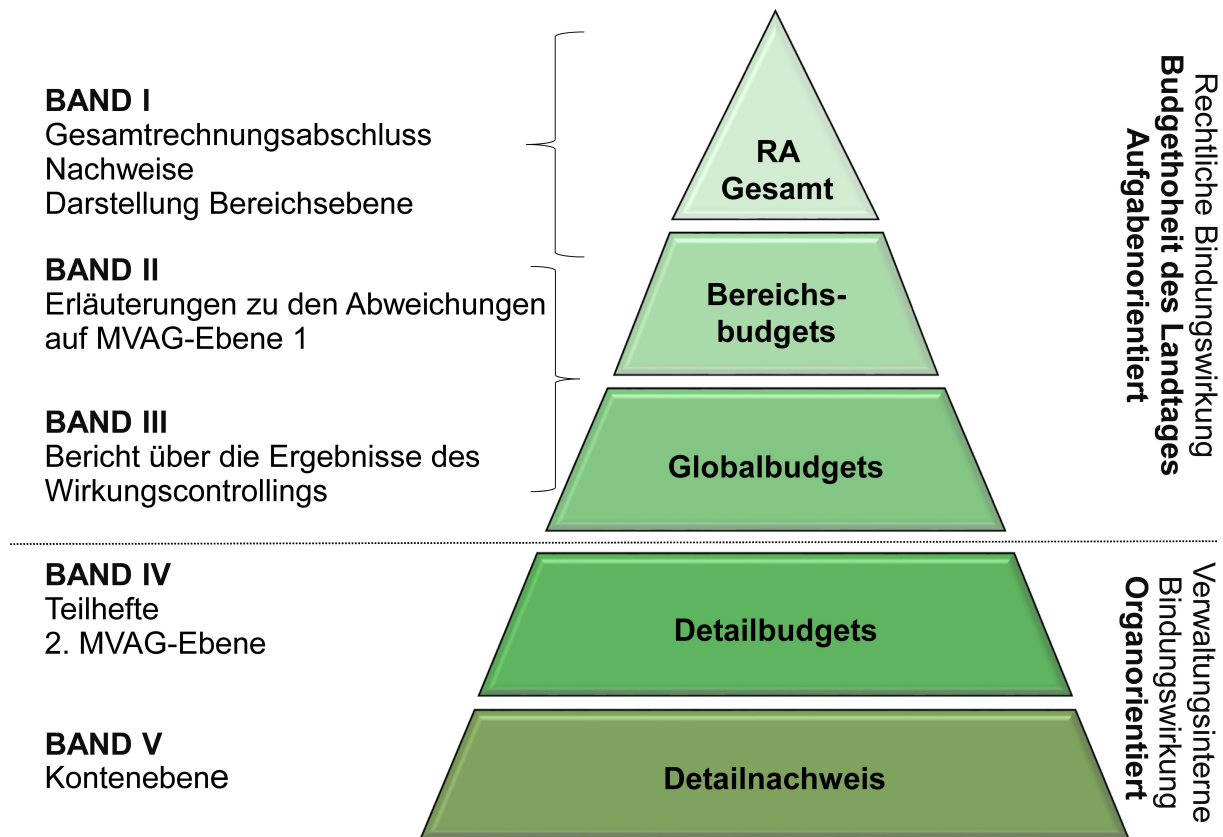 BAND I
Gesamtrechnungsabschluss
Nachweise
Darstellung Bereichsebene
BAND II
Erläuterungen zu den Abweichungen
auf MVAG-Ebene 1
BAND III
Bericht über die Ergebnisse des
Wirkungscontrollings
BAND IV
Teilhefte
2. MVAG-Ebene
BAND V
Kontenebene
RA
Gesamt
Bereichs-
budgets
Globalbudgets
Detailbudgets
Detailnachweis
Rechtliche Bindungswirkung
Budgethoheit des Landtages
Aufgabenorientiert
Verwaltungsinterne
Bindungswirkung
Organorientiert